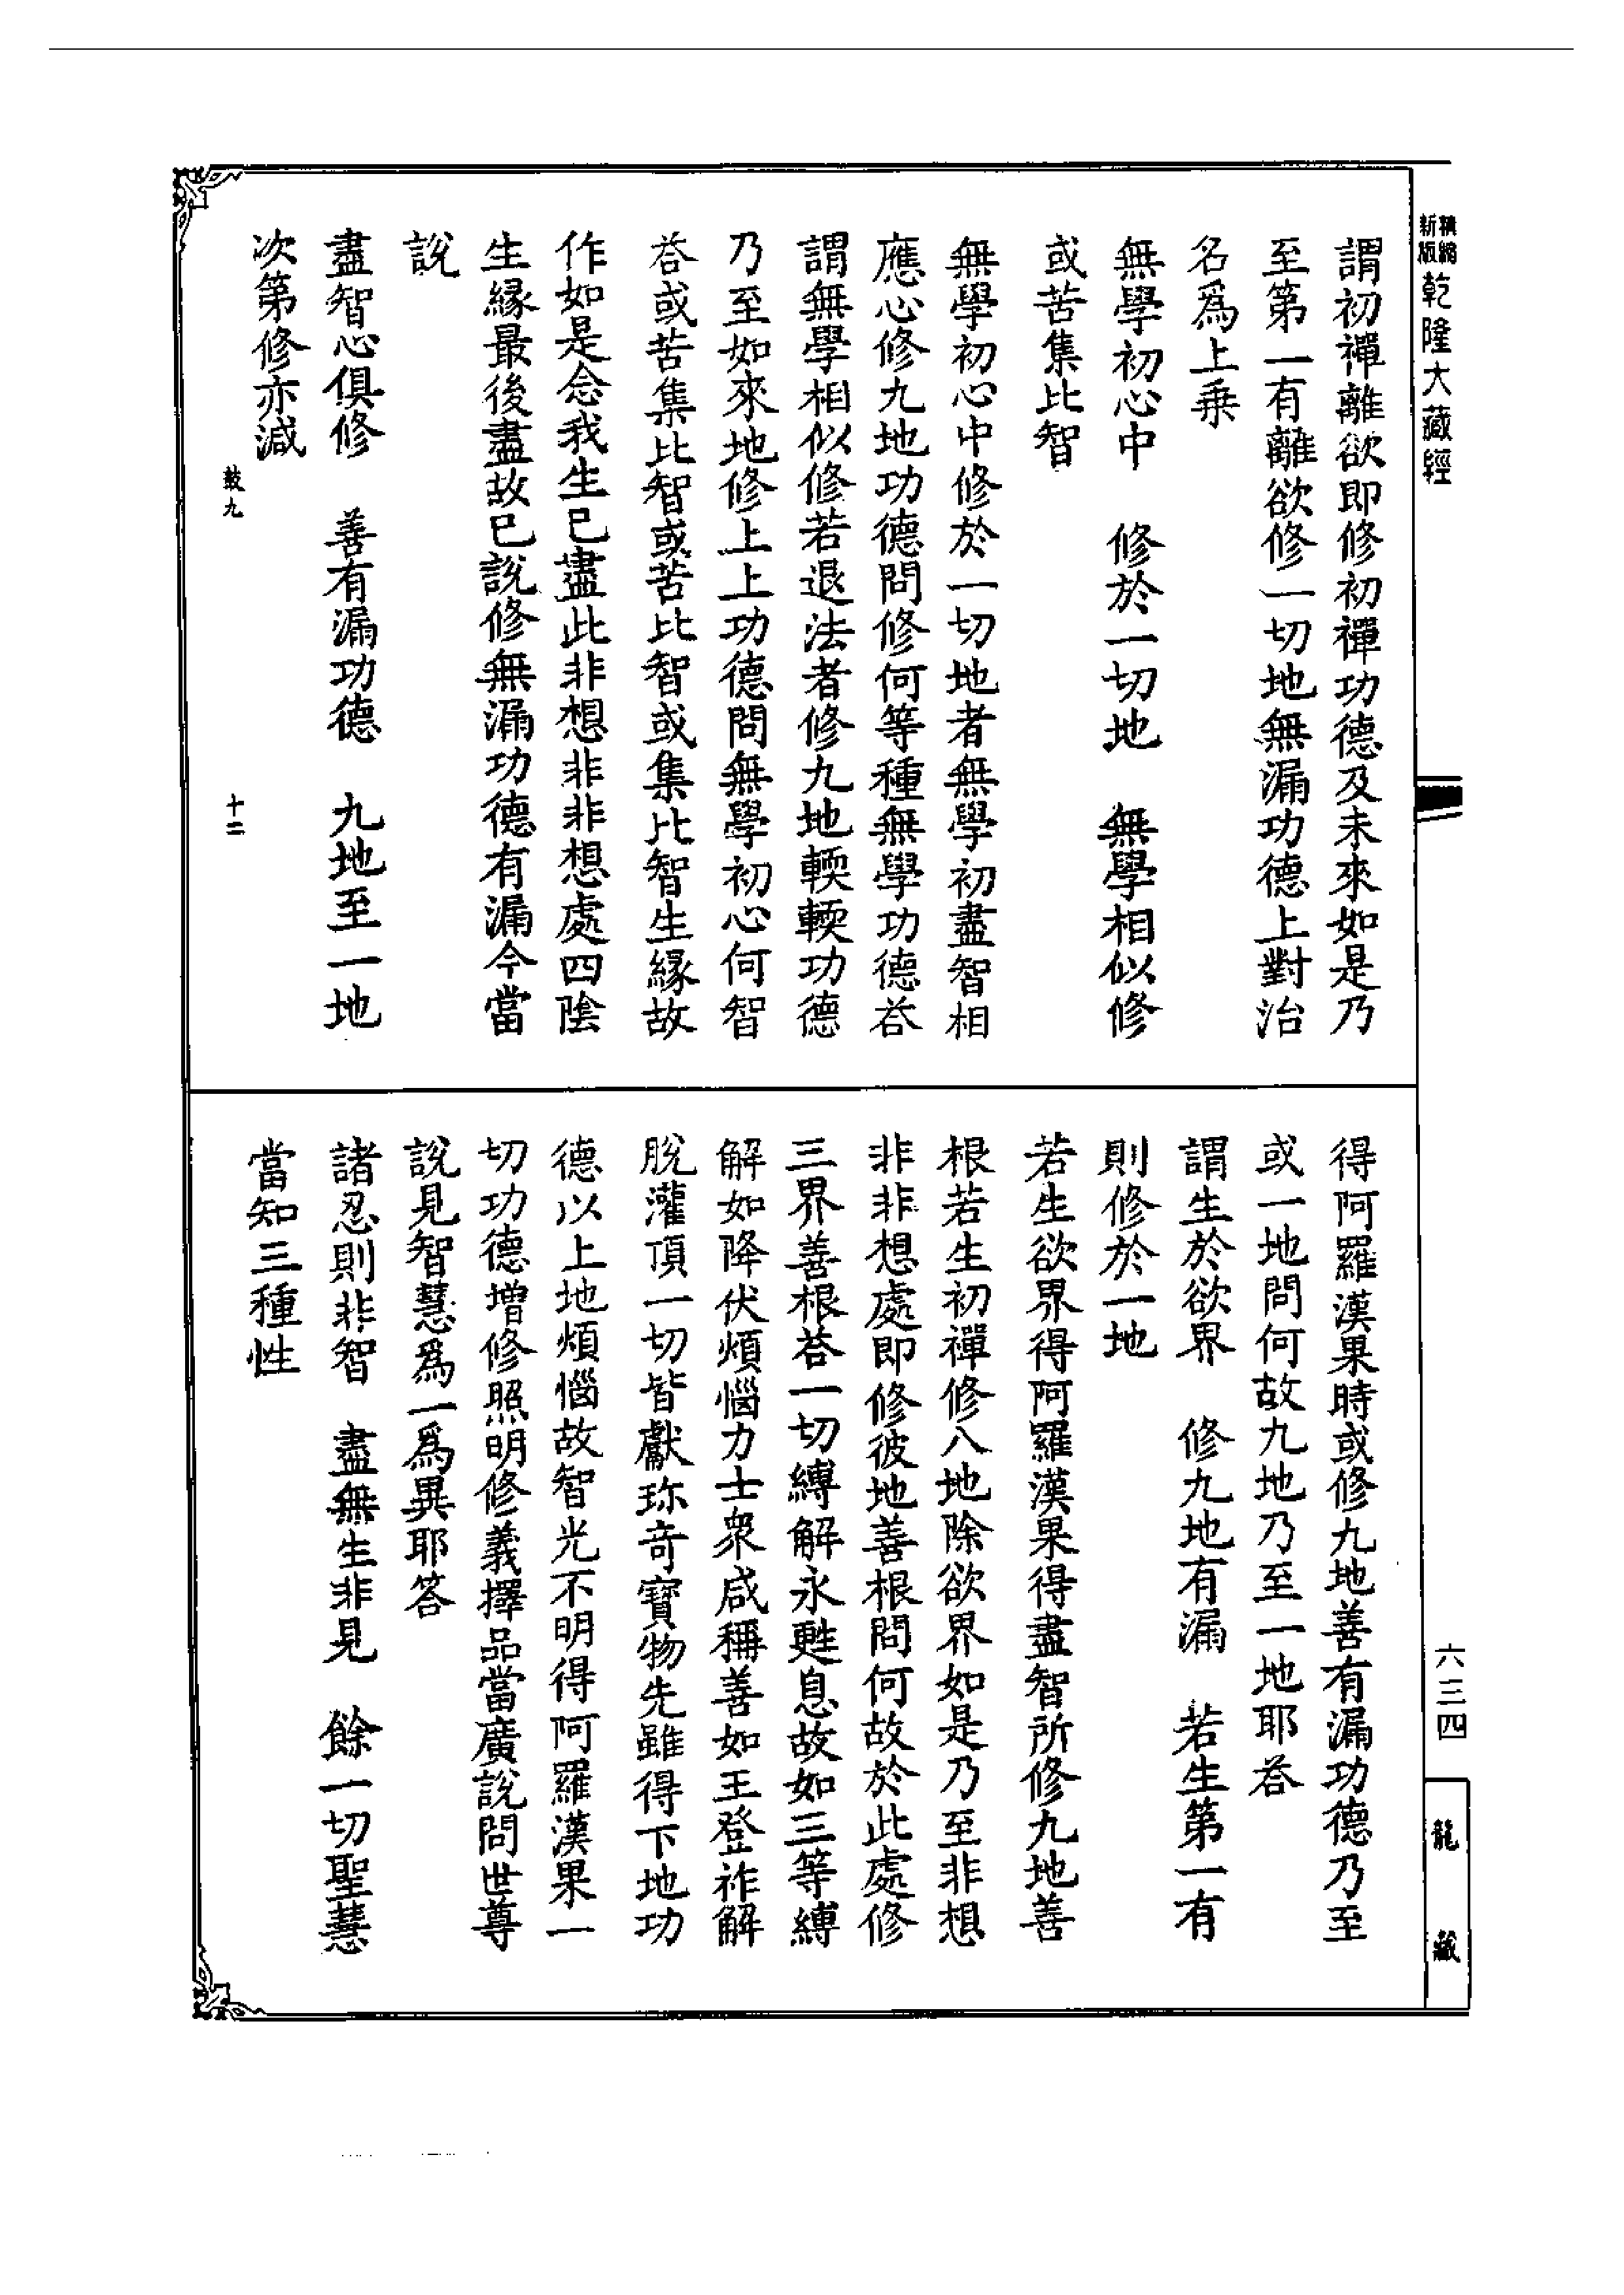 新版精縮乾隆大藏經
謂初禪離欲即修初禪功德及未來如是乃
至第一有離欲修一切地無漏功德上對治
名爲上乗
無學初心中　修於一切地　無學相似修
或苦集比智
無學初心中修於一切地者無學初盡智相
應心修九地功德問修何等種無學功德荅
謂無學相似修若退法者修九地輭輭功德
乃至如來地修上上功德問無學初心何智
荅或苦集比智或苦比智或集比智生緣故
作如是念我生已盡此非想非非想處四陰
生緣最後盡故已說修無漏功德有漏今當
說
盡智心俱修　善有漏功德　九地至一地
次第修亦減
鼓九
十二
得阿羅漢果時或修九地善有漏功德乃至
或一地問何故九地乃至一地耶荅
謂生於欲界　修九地有漏　若生第一有
則修於一地
若生欲界得阿羅漢果得盡智所修九地善
根若生初禪修八地除欲界如是乃至非想
非非想處即修彼地善根問何故於此處修
三界善根荅一切縛解永甦息故如三等縛
解如降伏煩惱力士衆咸稱善如王登祚解
脫灌頂一切皆獻珍奇寶物先雖得下地功
德以上地煩惱故智光不明得阿羅漢果一
切功德增修照明修義擇品當廣說問世尊
說見智慧爲一爲異耶答
諸忍則非智　盡無生非見　餘一切聖慧
當知三種性
六三四
龍藏